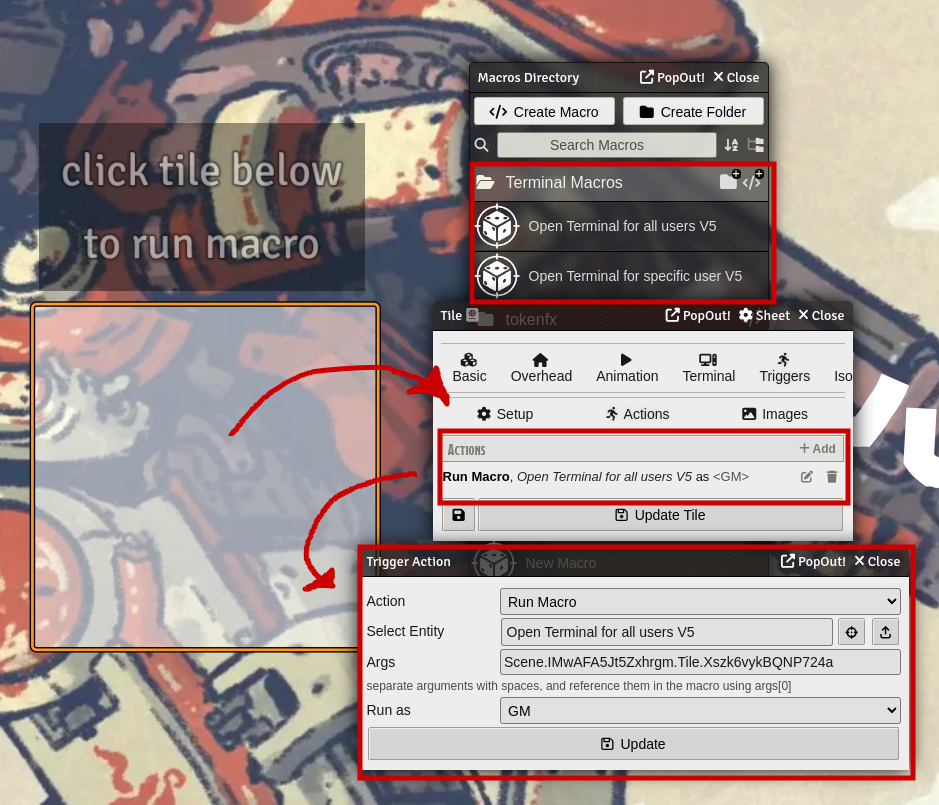 Macros Directory PopOut! Close
Create Macro Create Folder
Search Macros
Terminal Macros
Open Terminal for all users V5
Open Terminal for specific user V5
click tile below
to run macro
Tile tokenfx PopOut! Sheet Close
Basic Overhead Animation Terminal Triggers Iso
Setup Actions Images
Actions + Add
Run Macro, Open Terminal for all users V5 as <GM>
Update Tile
Trigger Action New Macro PopOut! Close
Action Run Macro
Select Entity Open Terminal for all users V5
Args Scene.IMwAFA5Jt5Zxhrgm.Tile.Xszk6vykBQNP724a
separate arguments with spaces, and reference them in the macro using args[0]
Run as GM
Update